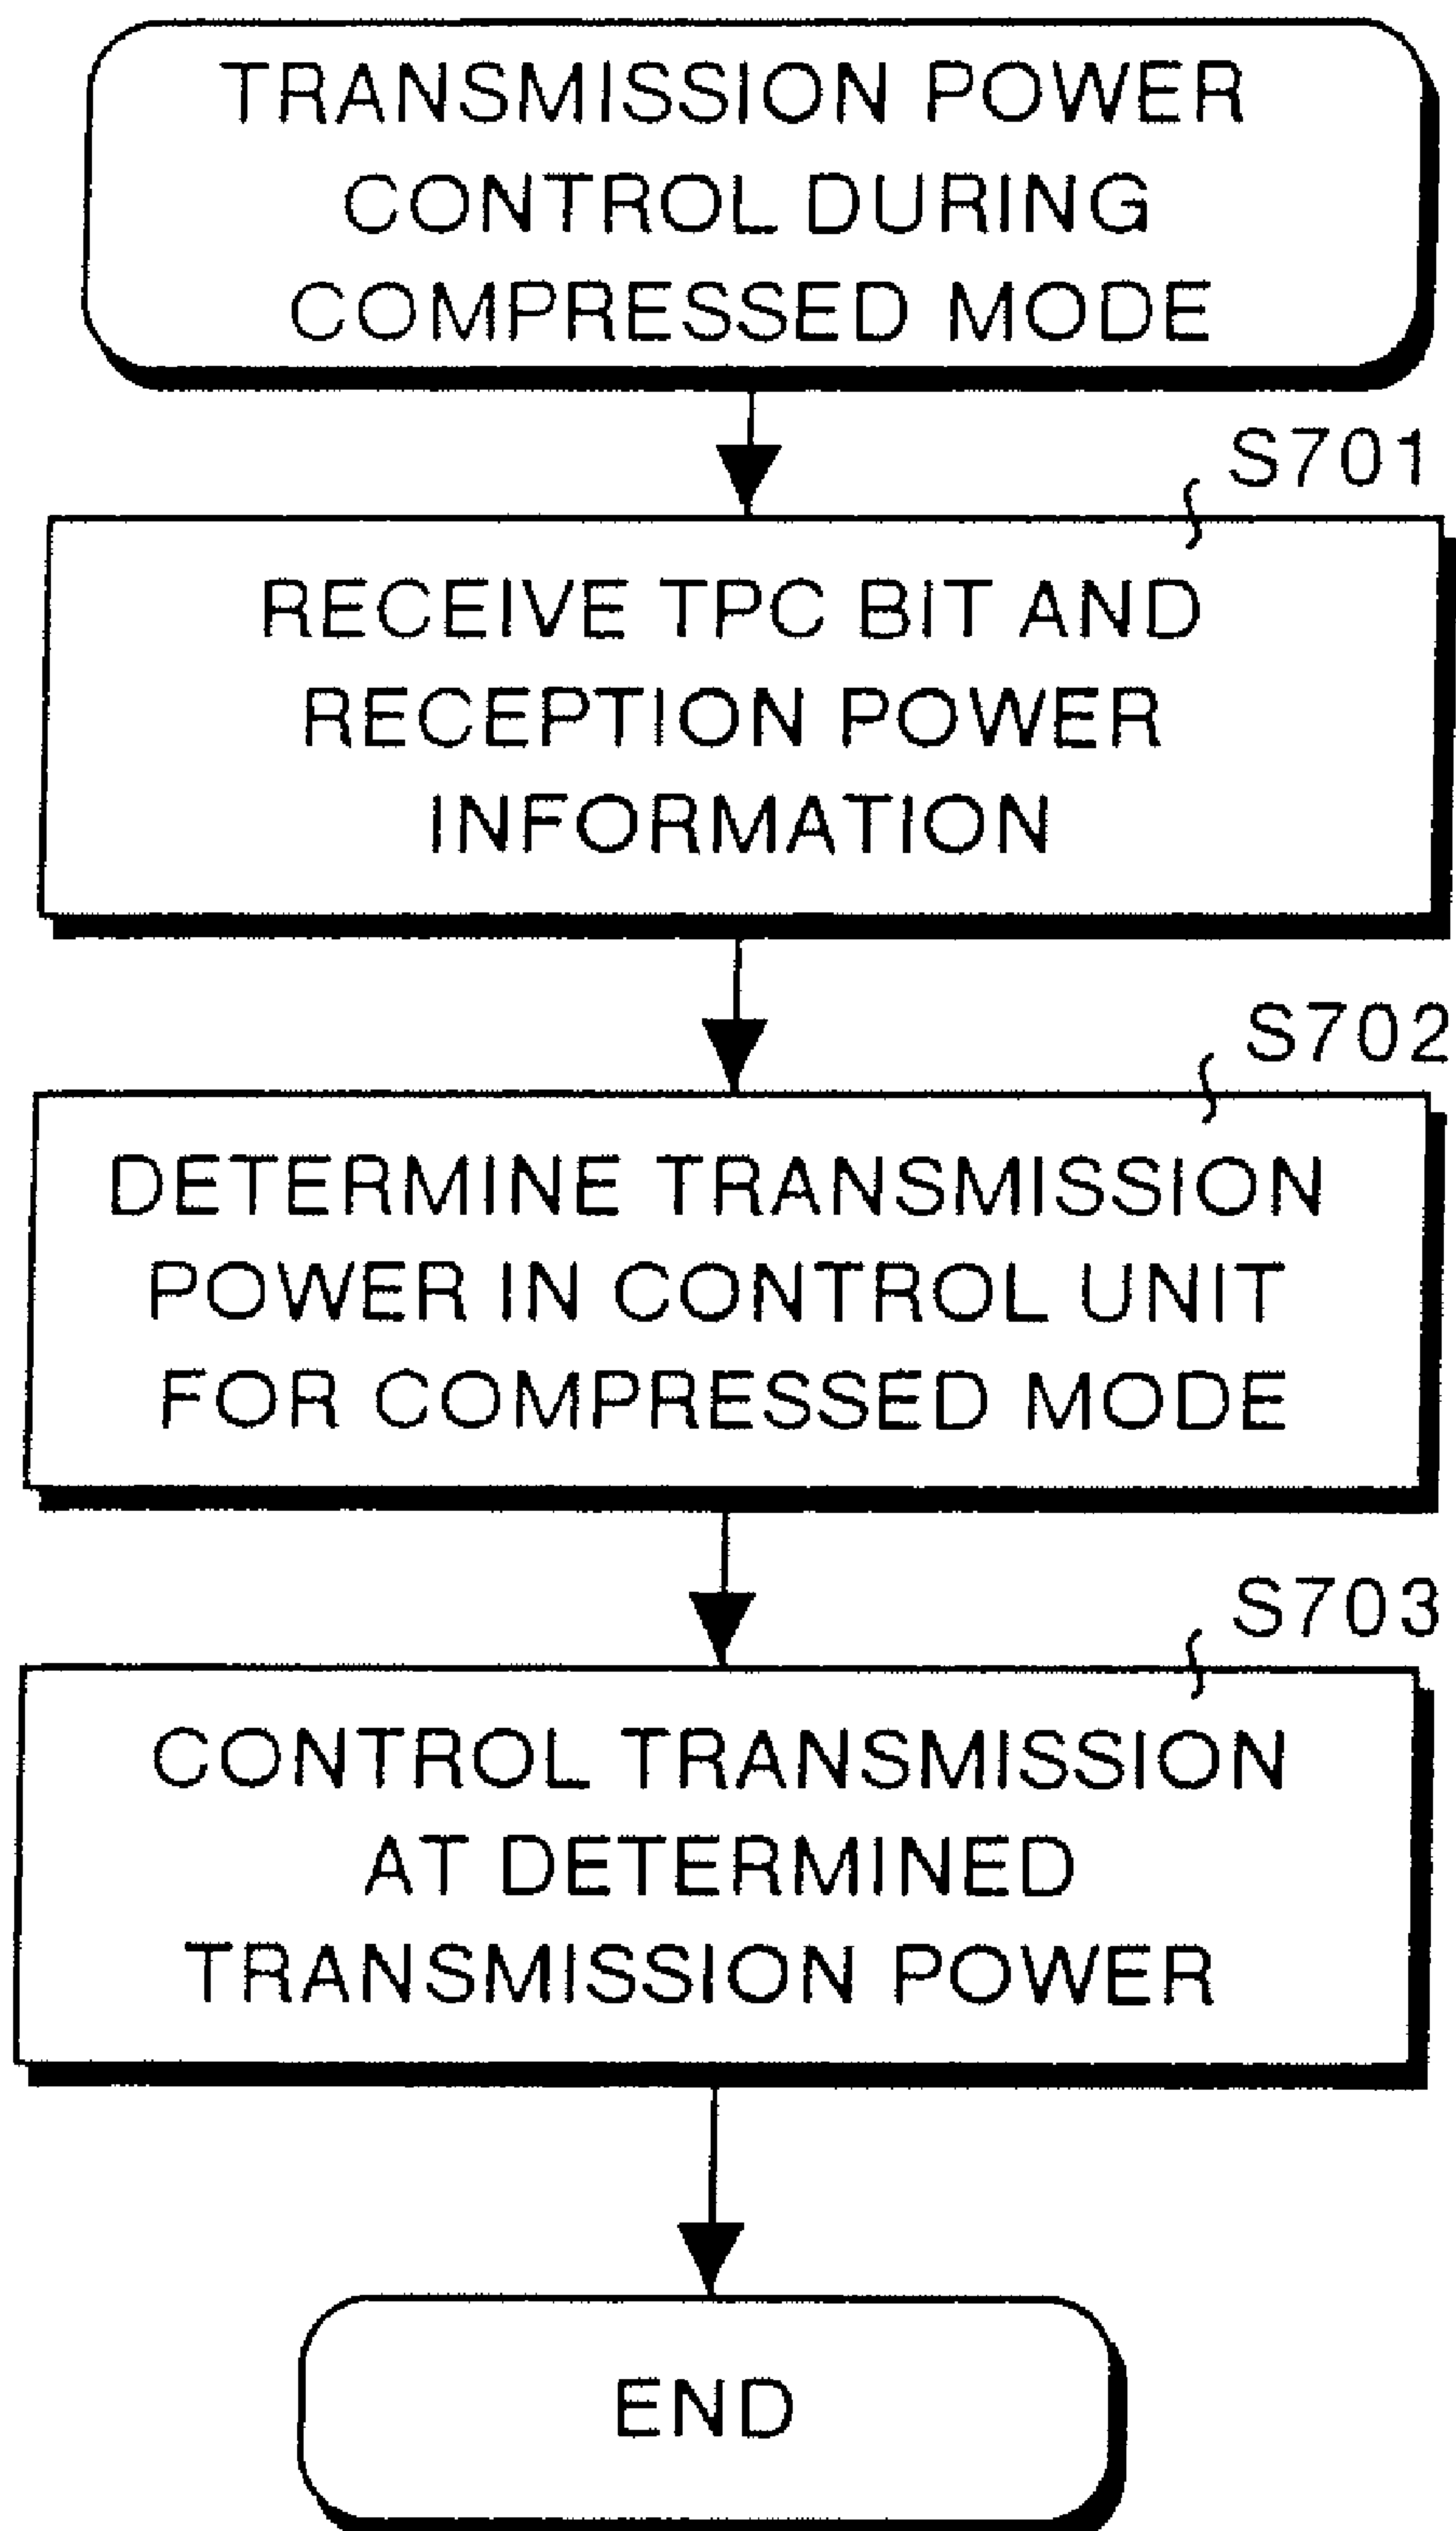 TRANSMISSION POWER
CONTROL DURING
COMPRESSED MODE
S701
RECEIVE TPC BIT AND
RECEPTION POWER
INFORMATION
S702
DETERMINE TRANSMISSION
POWER IN CONTROL UNIT
FOR COMPRESSED MODE
S703
CONTROL TRANSMISSION
AT DETERMINED
TRANSMISSION POWER
END